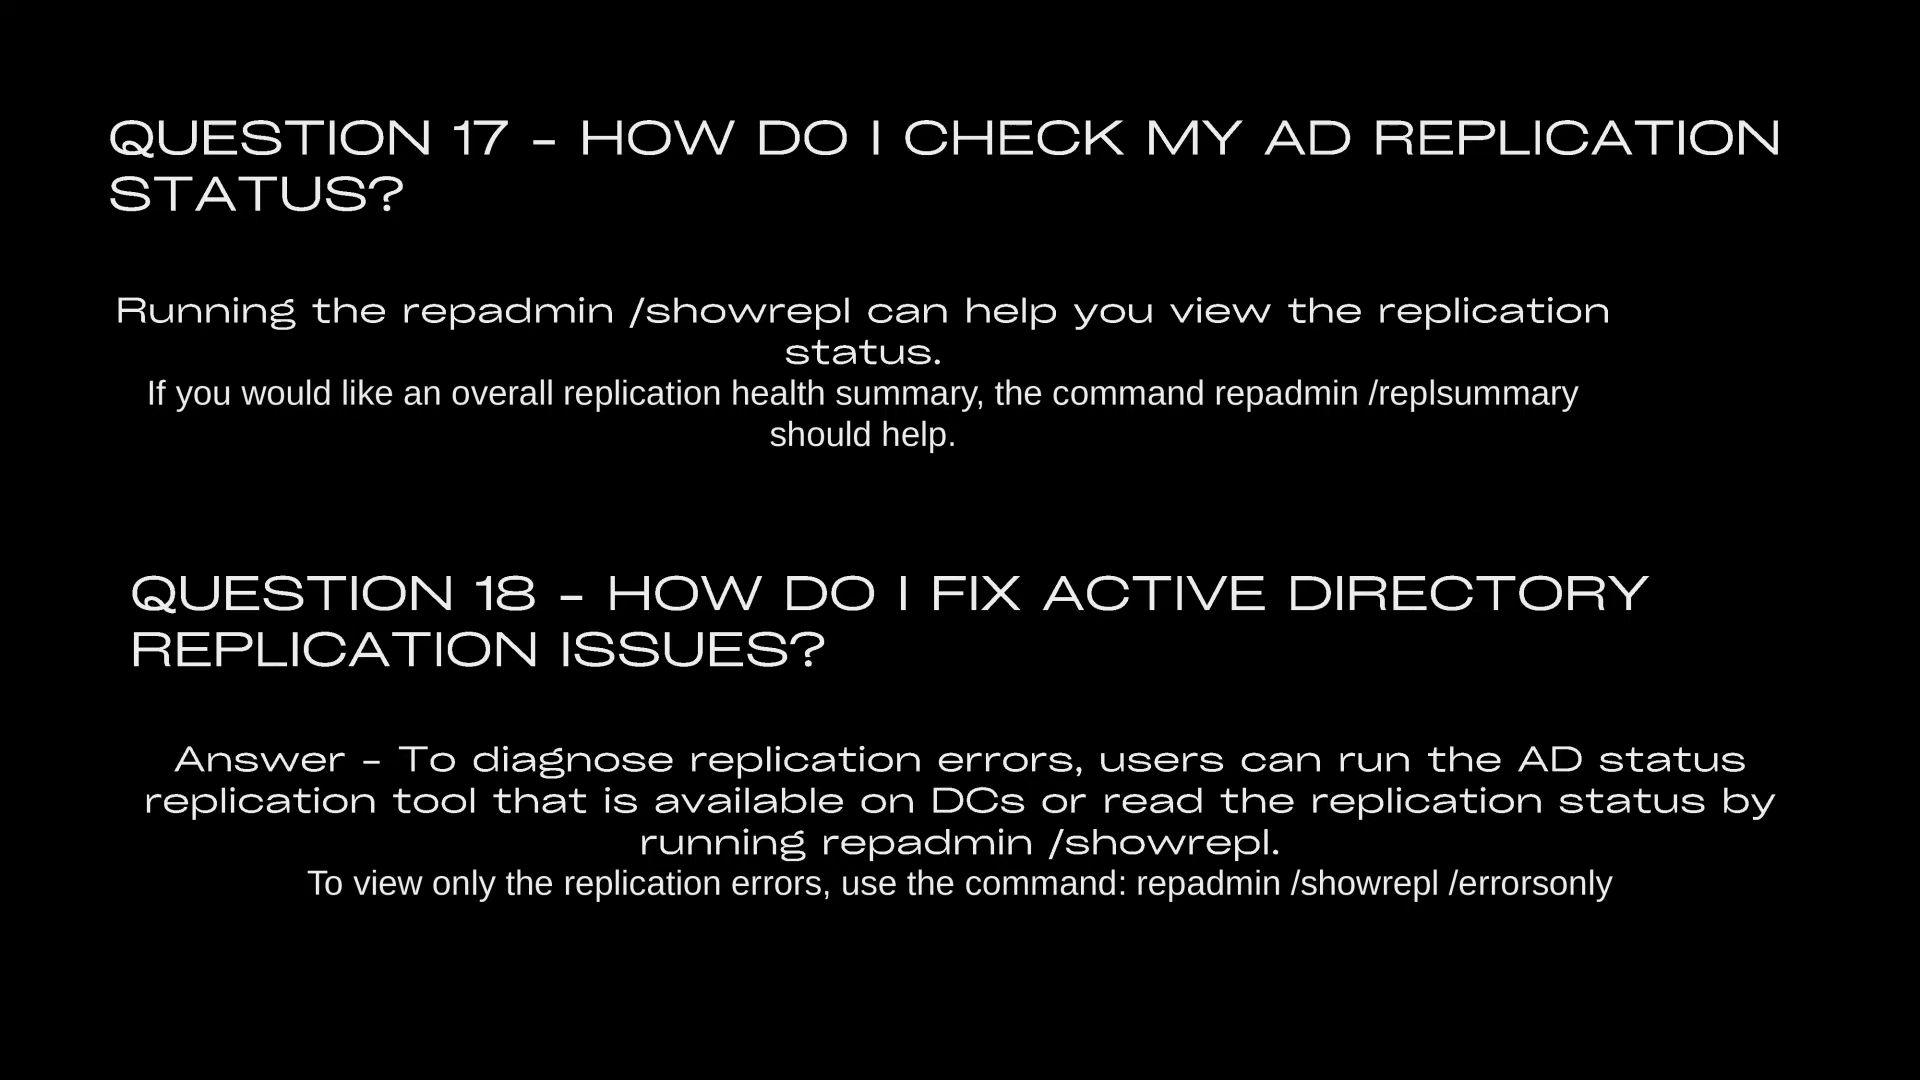 QUESTION 17 - HOW DO I CHECK MY AD REPLICATION
STATUS?
Running the repadmin /showrepl can help you view the replication
status.
If you would like an overall replication health summary, the command repadmin /replsummary
should help.
QUESTION 18 - HOW DO I FIX ACTIVE DIRECTORY
REPLICATION ISSUES?
Answer - To diagnose replication errors, users can run the AD status
replication tool that is available on DCs or read the replication status by
running repadmin /showrepl.
To view only the replication errors, use the command: repadmin /showrepl /errorsonly